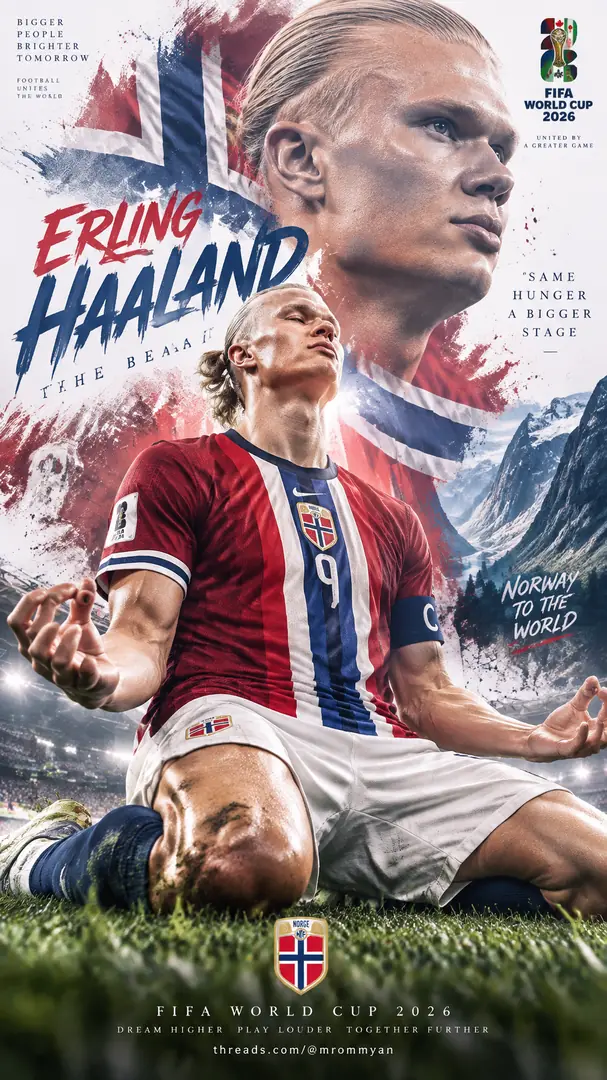 BIGGER
PEOPLE
BRIGHTER
TOMORROW
FOOTBALL
UNITES
THE WORLD
FIFA
WORLD CUP
2026
UNITED BY
A GREATER GAME
ERLING
HAALAND
THE
"SAME
HUNGER
A BIGGER
STAGE
9
C
NORWAY
TO THE
WORLD
NORGE
FIFA WORLD CUP 2026
DREAM HIGHER PLAY LOUDER TOGETHER FURTHER
threads.com/@mrommyan